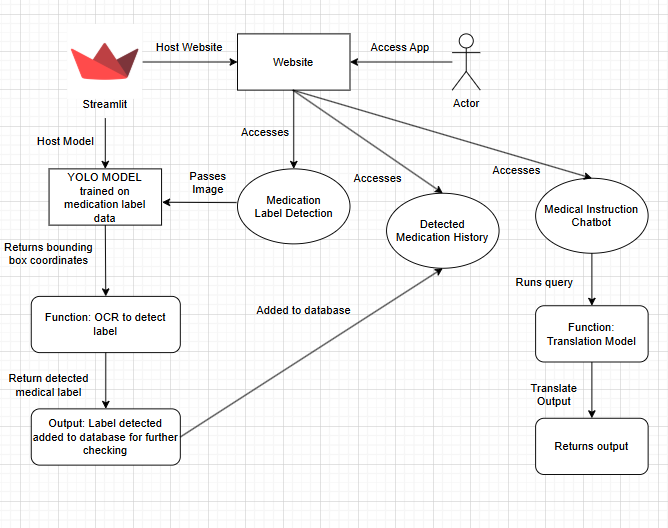 Host Website
Website
Access App
Streamlit
Actor
Host Model
Accesses
Passes
Image
Accesses
Accesses
YOLO MODEL
trained on
medication label
data
Medication
Label Detection
Detected
Medication History
Medical Instruction
Chatbot
Returns bounding
box coordinates
Runs query
Function: OCR to detect
label
Added to database
Function:
Translation Model
Return detected
medical label
Translate
Output
Output: Label detected
added to database for further
checking
Returns output